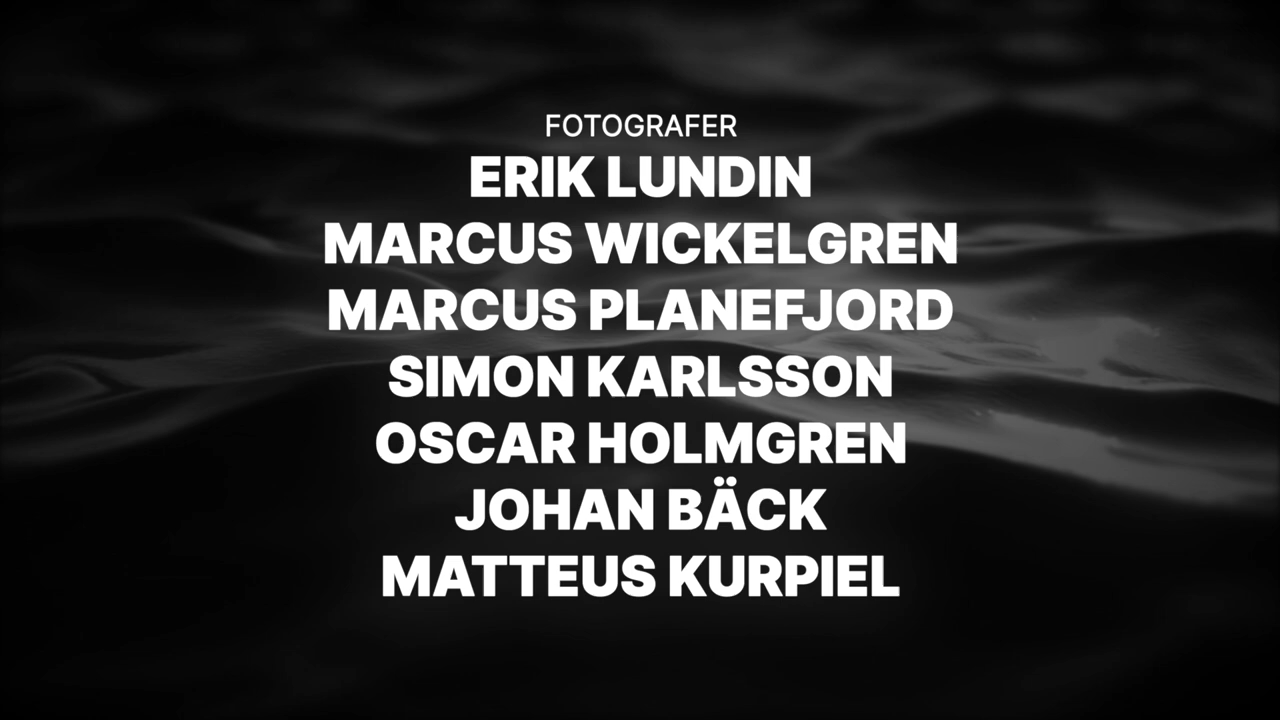 FOTOGRAFER
ERIK LUNDIN
MARCUS WICKELGREN
MARCUS PLANEFJORD
SIMON KARLSSON
OSCAR HOLMGREN
JOHAN BÄCK
MATTEUS KURPIEL